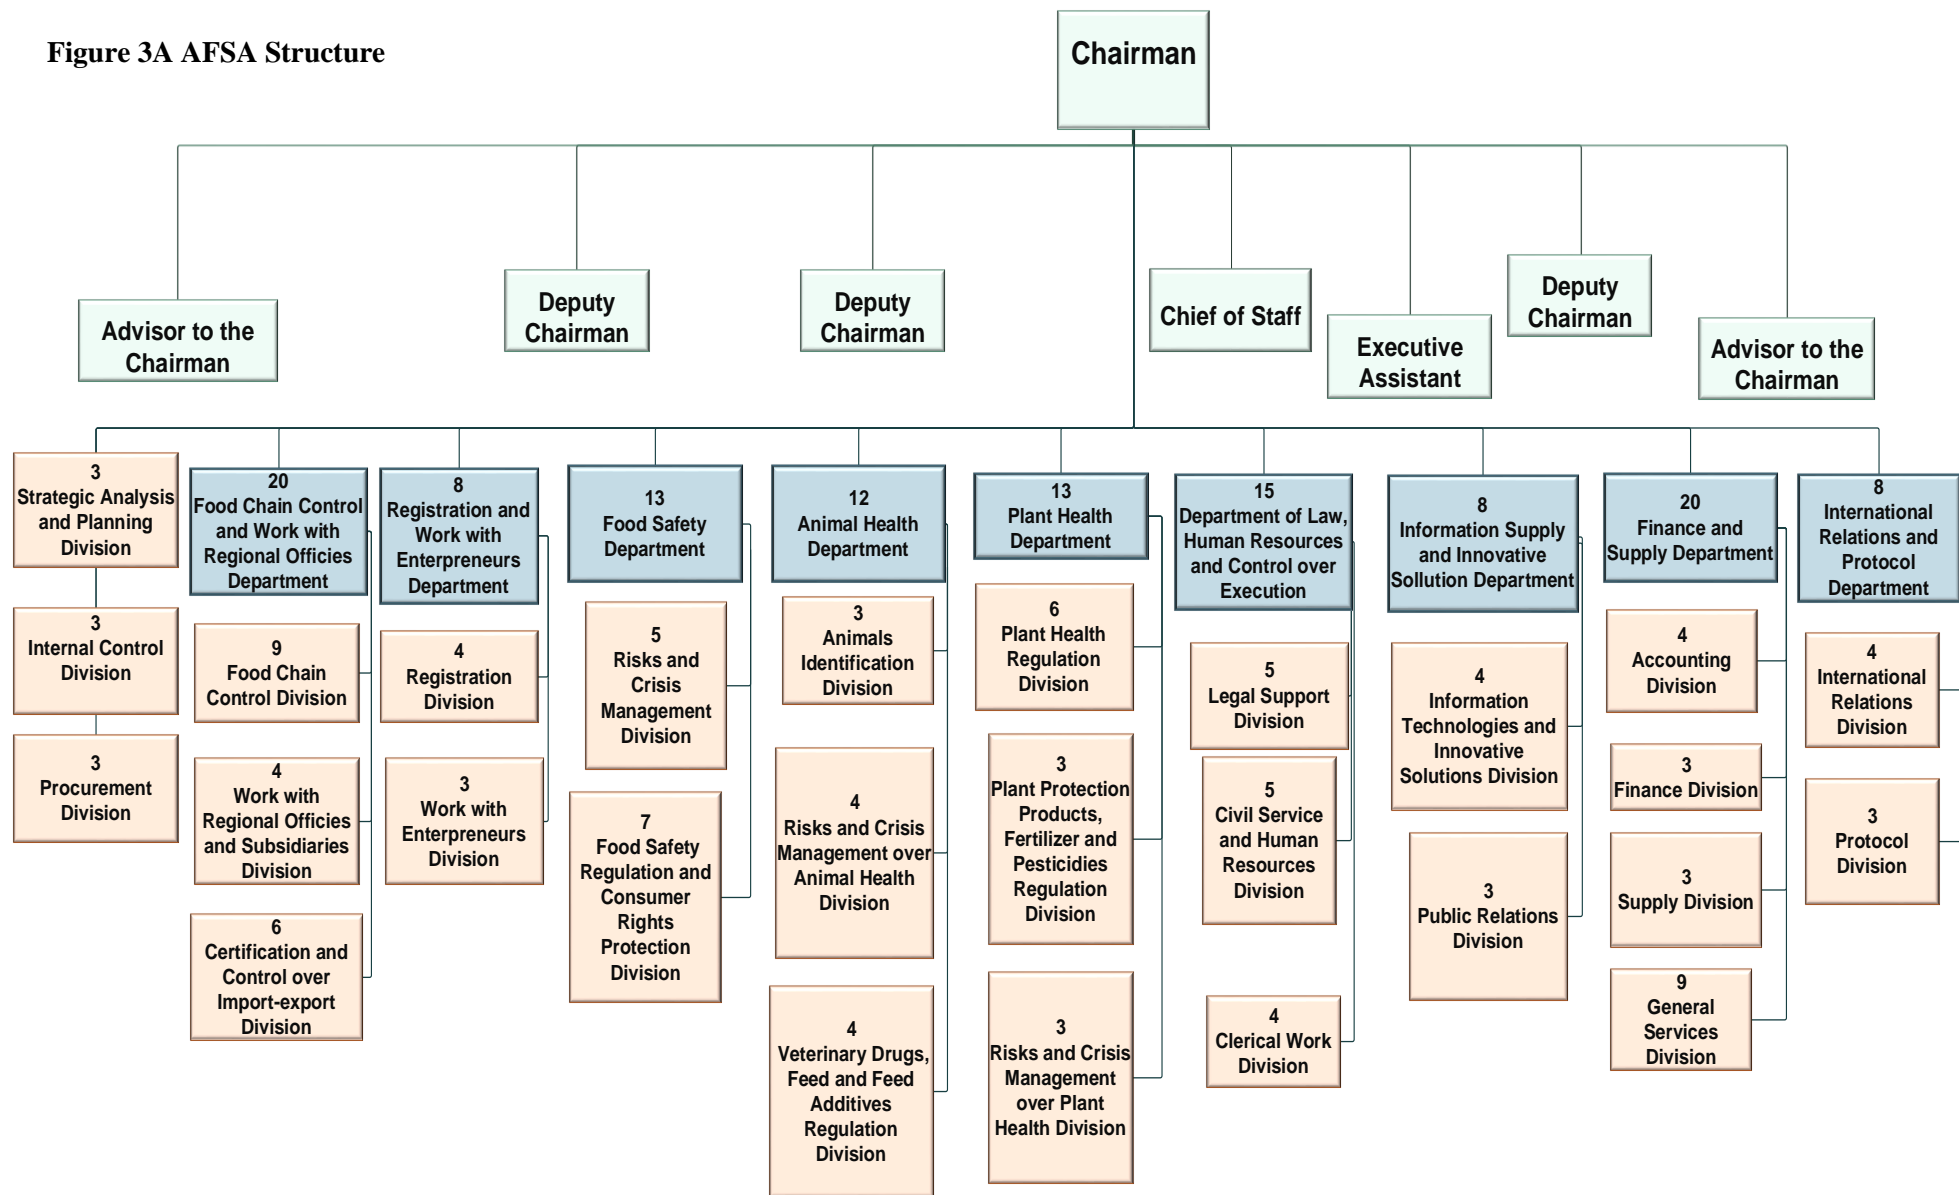 Figure 3A AFSA Structure
Chairman
Advisor to the
Chairman
Deputy
Chairman
Deputy
Chairman
Chief of Staff
Executive
Assistant
Deputy
Chairman
Advisor to the
Chairman
3
Strategic Analysis
and Planning
Division
3
Internal Control
Division
3
Procurement
Division
20
Food Chain Control
and Work with
Regional Officies
Department
9
Food Chain
Control Division
4
Work with
Regional Officies
and Subsidiaries
Division
6
Certification and
Control over
Import-export
Division
8
Registration and
Work with
Enterpreneurs
Department
4
Registration
Division
3
Work with
Enterpreneurs
Division
13
Food Safety
Department
5
Risks and
Crisis
Management
Division
7
Food Safety
Regulation and
Consumer
Rights
Protection
Division
12
Animal Health
Department
3
Animals
Identification
Division
4
Risks and Crisis
Management over
Animal Health
Division
4
Veterinary Drugs,
Feed and Feed
Additives
Regulation
Division
13
Plant Health
Department
6
Plant Health
Regulation
Division
3
Plant Protection
Products,
Fertilizer and
Pesticidies
Regulation
Division
3
Risks and Crisis
Management
over Plant
Health Division
15
Department of Law,
Human Resources
and Control over
Execution
5
Legal Support
Division
5
Civil Service
and Human
Resources
Division
4
Clerical Work
Division
8
Information Supply
and Innovative
Sollution Department
4
Information
Technologies and
Innovative
Solutions Division
3
Public Relations
Division
20
Finance and
Supply Department
4
Accounting
Division
3
Finance Division
3
Supply Division
9
General
Services
Division
8
International
Relations and
Protocol
Department
4
International
Relations
Division
3
Protocol
Division